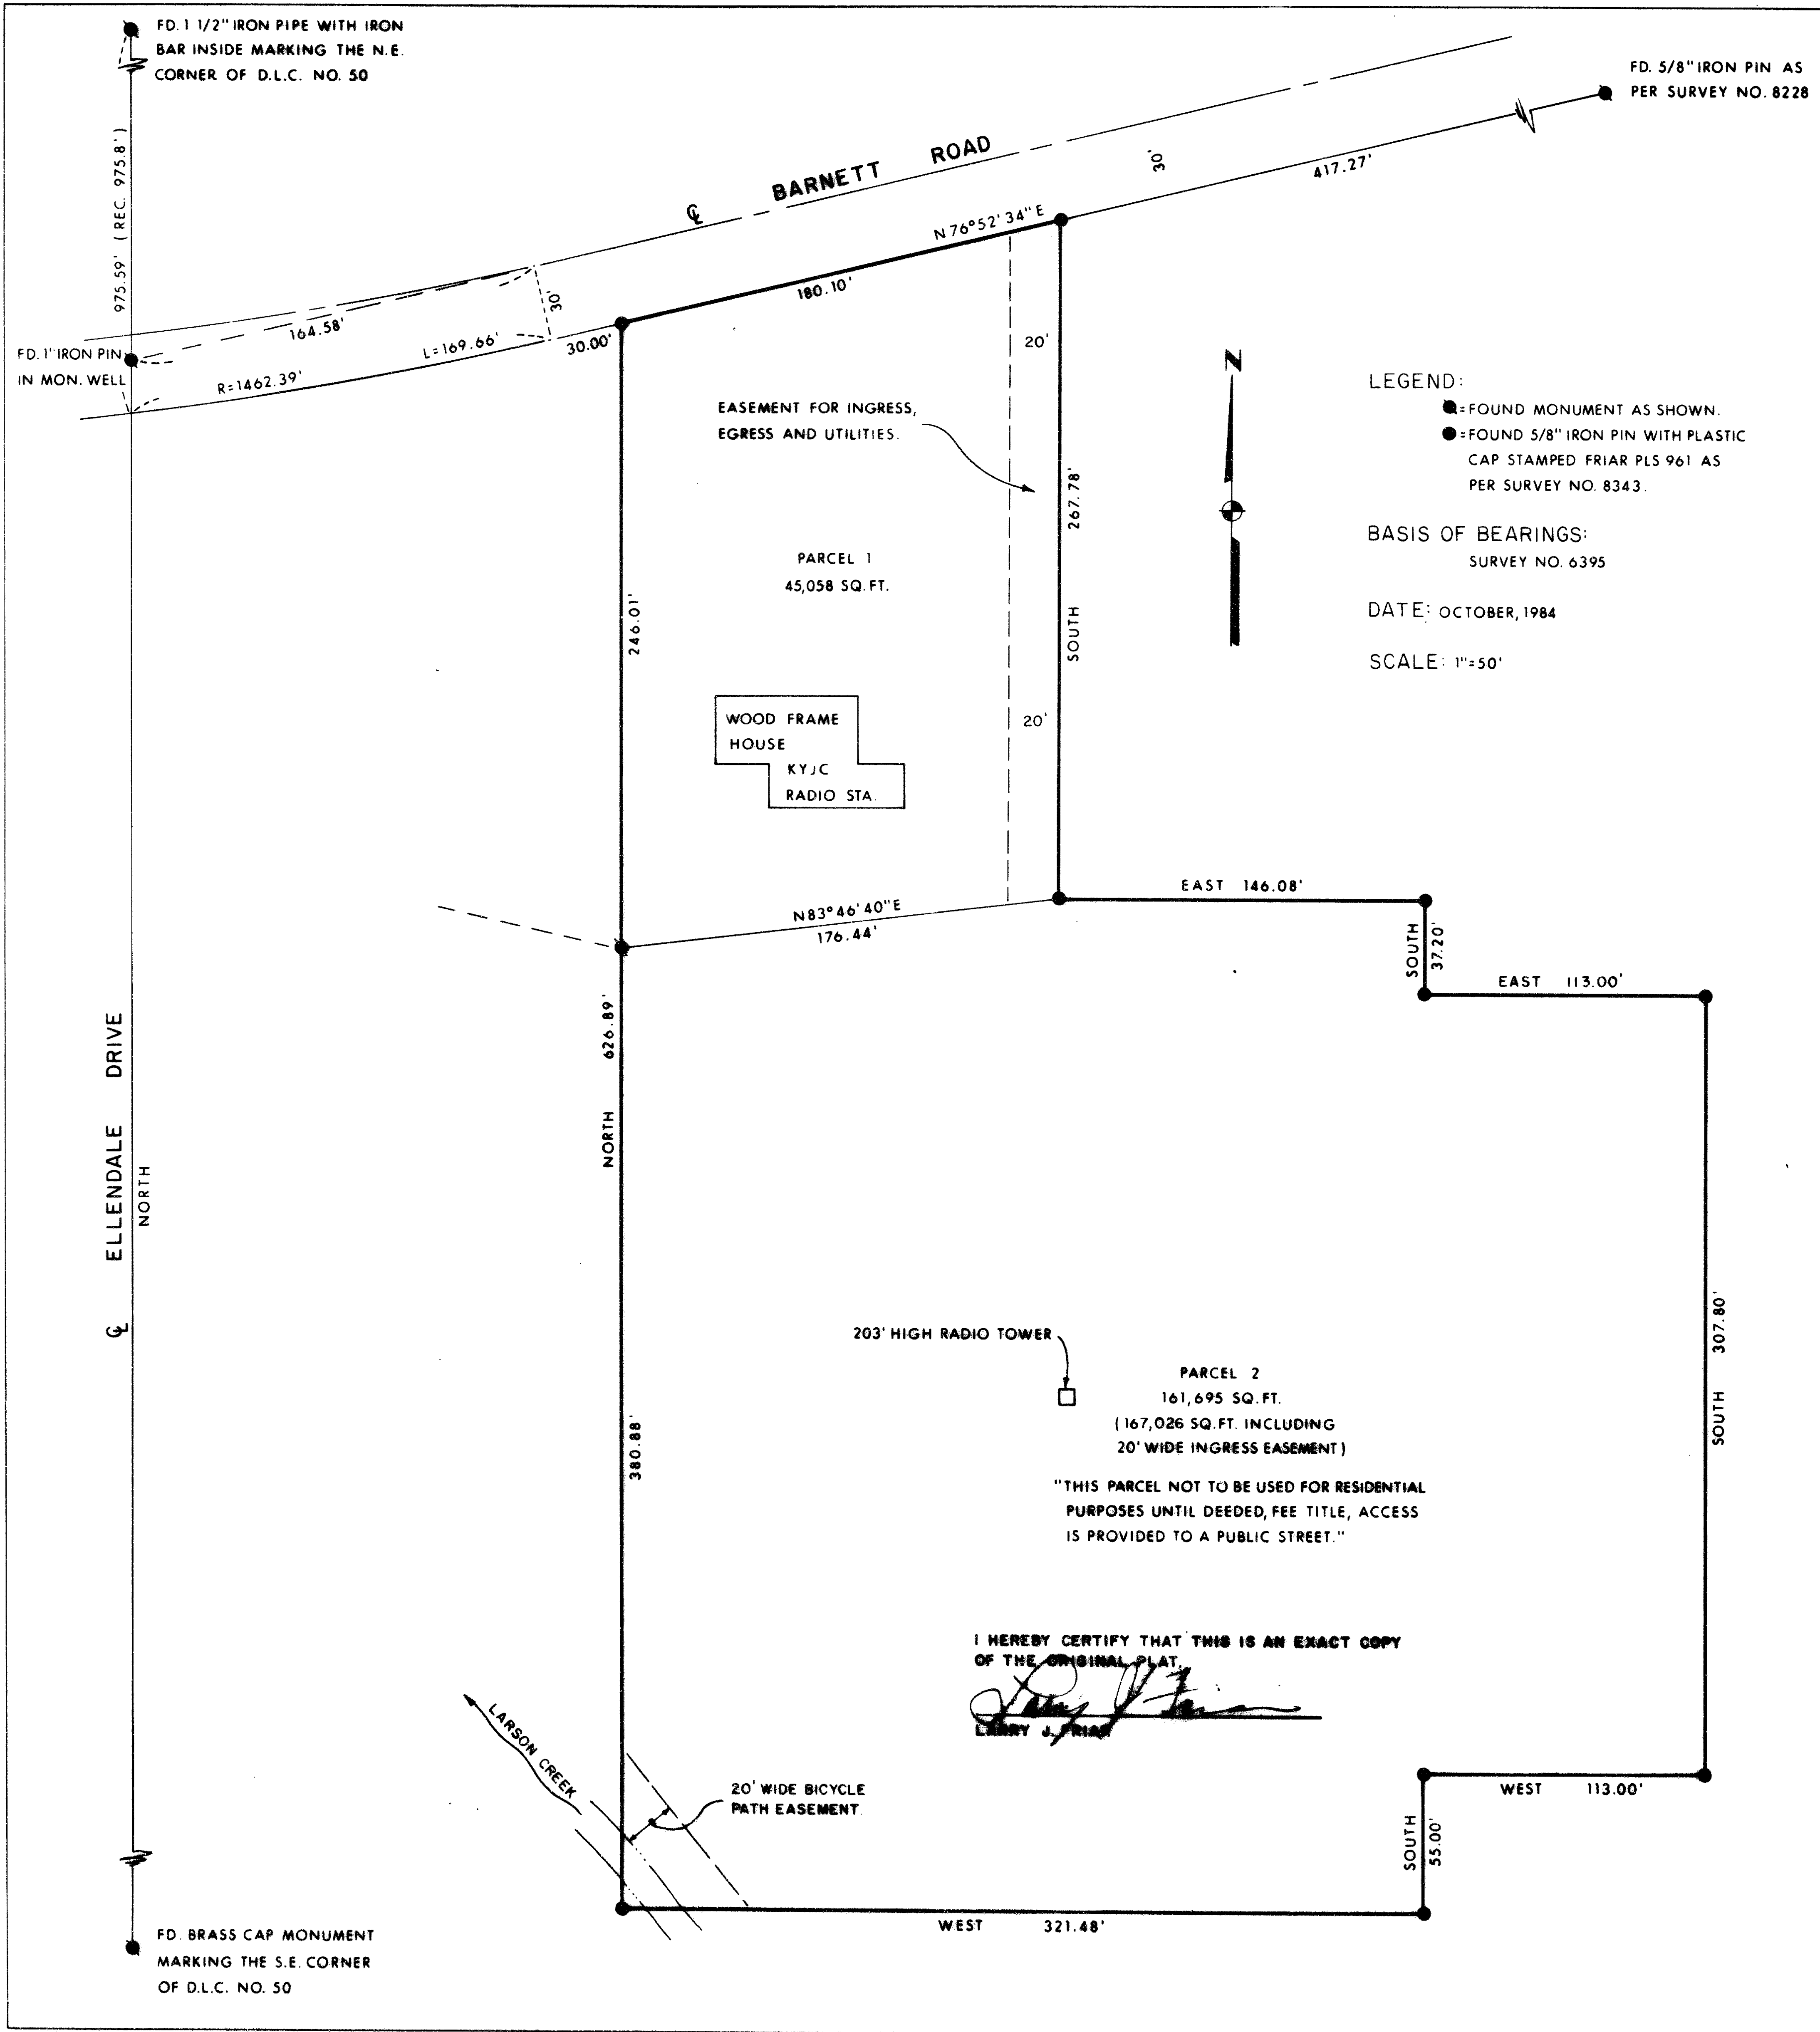 FD. 1 1/2" IRON PIPE WITH IRON
BAR INSIDE MARKING THE N.E.
CORNER OF D.L.C. NO. 50
FD. 5/8" IRON PIN AS
PER SURVEY NO. 8228
975.59' (REC. 975.8')
℄ BARNETT ROAD
30'
417.27'
N 76°52'34" E
180.10'
164.58'
30'
L=169.66'
30.00'
R=1462.39'
FD. 1" IRON PIN
IN MON. WELL
20'
EASEMENT FOR INGRESS,
EGRESS AND UTILITIES.
N
LEGEND:
=FOUND MONUMENT AS SHOWN.
=FOUND 5/8" IRON PIN WITH PLASTIC
CAP STAMPED FRIAR PLS 961 AS
PER SURVEY NO. 8343.
BASIS OF BEARINGS:
SURVEY NO. 6395
DATE: OCTOBER, 1984
SCALE: 1"=50'
SOUTH 267.78'
PARCEL 1
45,058 SQ. FT.
246.01'
20'
WOOD FRAME
HOUSE
KYJC
RADIO STA.
EAST 146.08'
N83°46'40"E
176.44'
SOUTH
37.20'
EAST 113.00'
NORTH 626.89'
℄ ELLENDALE DRIVE
NORTH
203' HIGH RADIO TOWER
PARCEL 2
161,695 SQ. FT.
(167,026 SQ. FT. INCLUDING
20' WIDE INGRESS EASEMENT)
"THIS PARCEL NOT TO BE USED FOR RESIDENTIAL
PURPOSES UNTIL DEEDED, FEE TITLE, ACCESS
IS PROVIDED TO A PUBLIC STREET."
SOUTH 307.80'
380.88'
I HEREBY CERTIFY THAT THIS IS AN EXACT COPY
OF THE ORIGINAL PLAT.
LARRY J. FRIAR
LARSON CREEK
20' WIDE BICYCLE
PATH EASEMENT.
WEST 113.00'
SOUTH
55.00'
WEST 321.48'
FD. BRASS CAP MONUMENT
MARKING THE S.E. CORNER
OF D.L.C. NO. 50